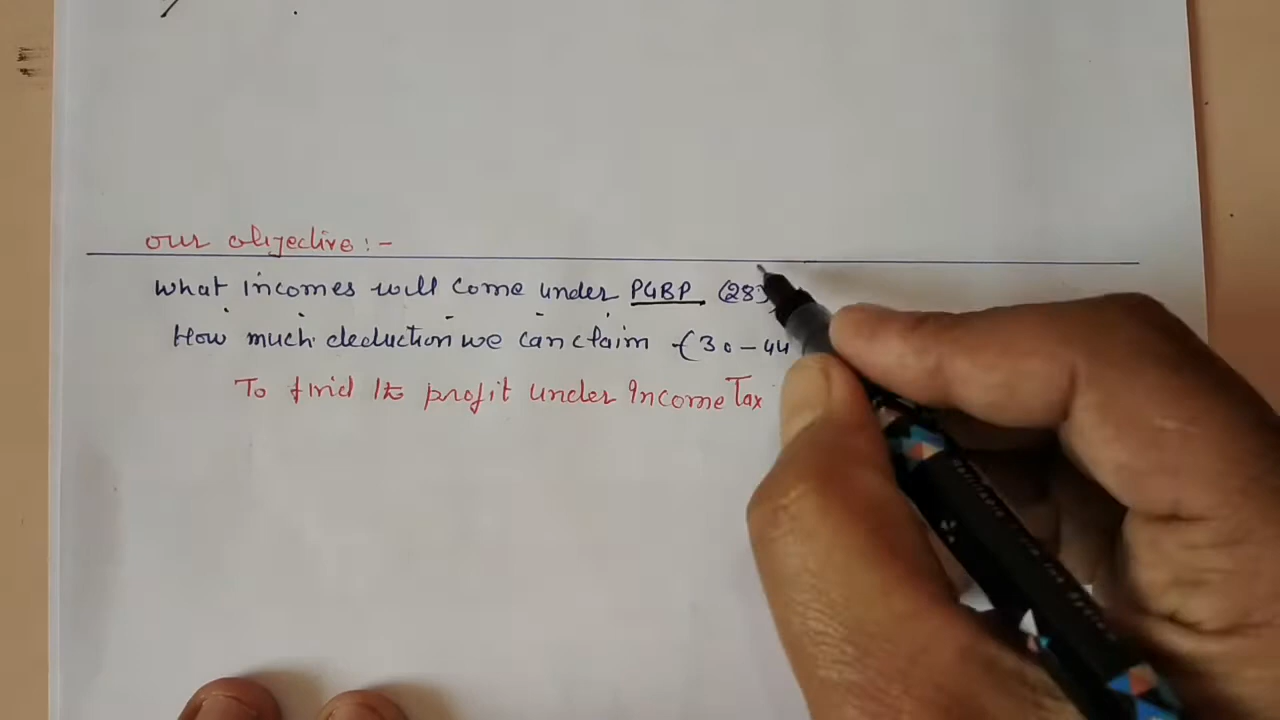 our objective:-
What incomes will come under PGBP (28)
How much deduction we can claim (30-44
To find its profit under Income Tax